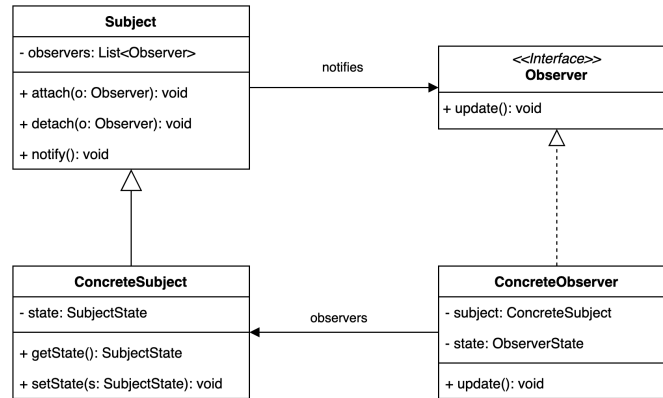 Subject
- observers: List<Observer>
+ attach(o: Observer): void
+ detach(o: Observer): void
+ notify(): void
notifies
<<Interface>>
Observer
+ update(): void
ConcreteSubject
- state: SubjectState
+ getState(): SubjectState
+ setState(s: SubjectState): void
observers
ConcreteObserver
- subject: ConcreteSubject
- state: ObserverState
+ update(): void